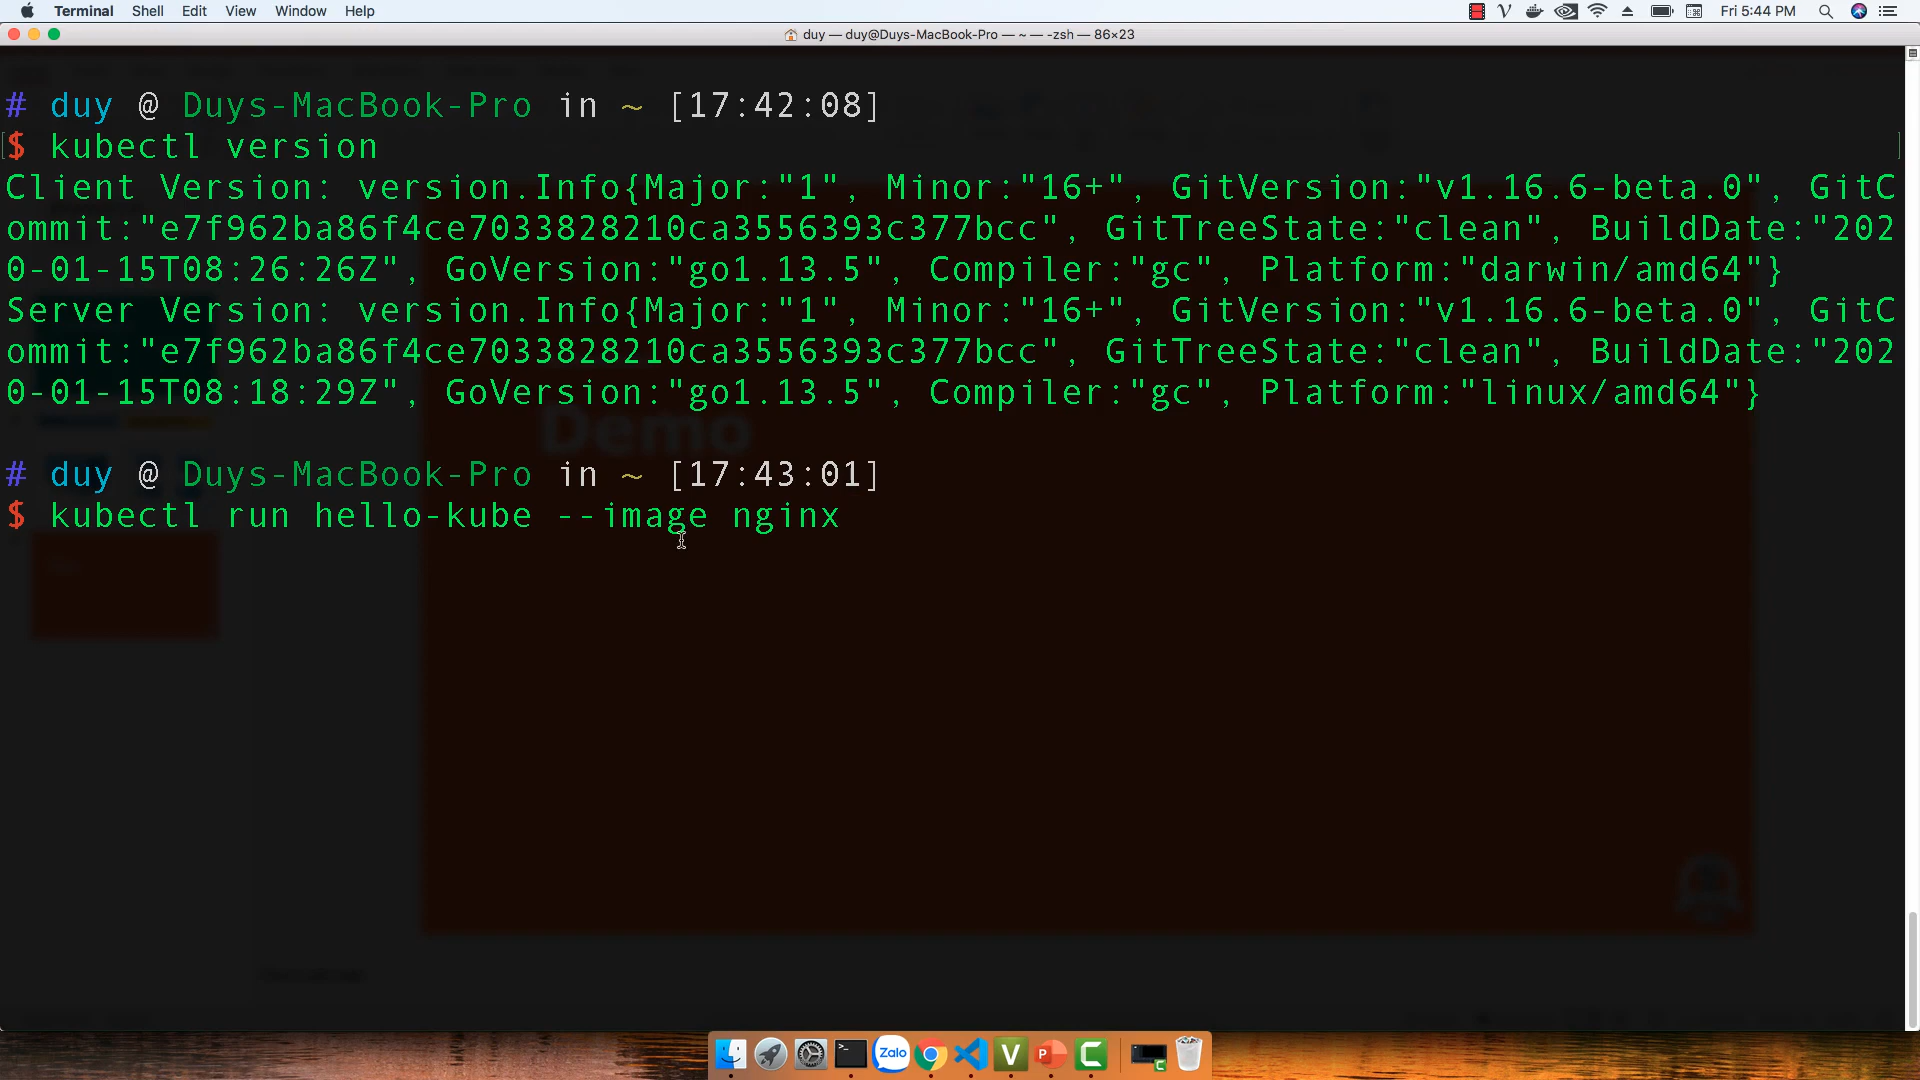 Terminal Shell Edit View Window Help Fri 5:44 PM
duy — duy@Duys-MacBook-Pro — ~ — -zsh — 86×23
# duy @ Duys-MacBook-Pro in ~ [17:42:08]
$ kubectl version
Client Version: version.Info{Major:"1", Minor:"16+", GitVersion:"v1.16.6-beta.0", GitC
ommit:"e7f962ba86f4ce7033828210ca3556393c377bcc", GitTreeState:"clean", BuildDate:"202
0-01-15T08:26:26Z", GoVersion:"go1.13.5", Compiler:"gc", Platform:"darwin/amd64"}
Server Version: version.Info{Major:"1", Minor:"16+", GitVersion:"v1.16.6-beta.0", GitC
ommit:"e7f962ba86f4ce7033828210ca3556393c377bcc", GitTreeState:"clean", BuildDate:"202
0-01-15T08:18:29Z", GoVersion:"go1.13.5", Compiler:"gc", Platform:"linux/amd64"}
Demo
# duy @ Duys-MacBook-Pro in ~ [17:43:01]
$ kubectl run hello-kube --image nginx
Zalo